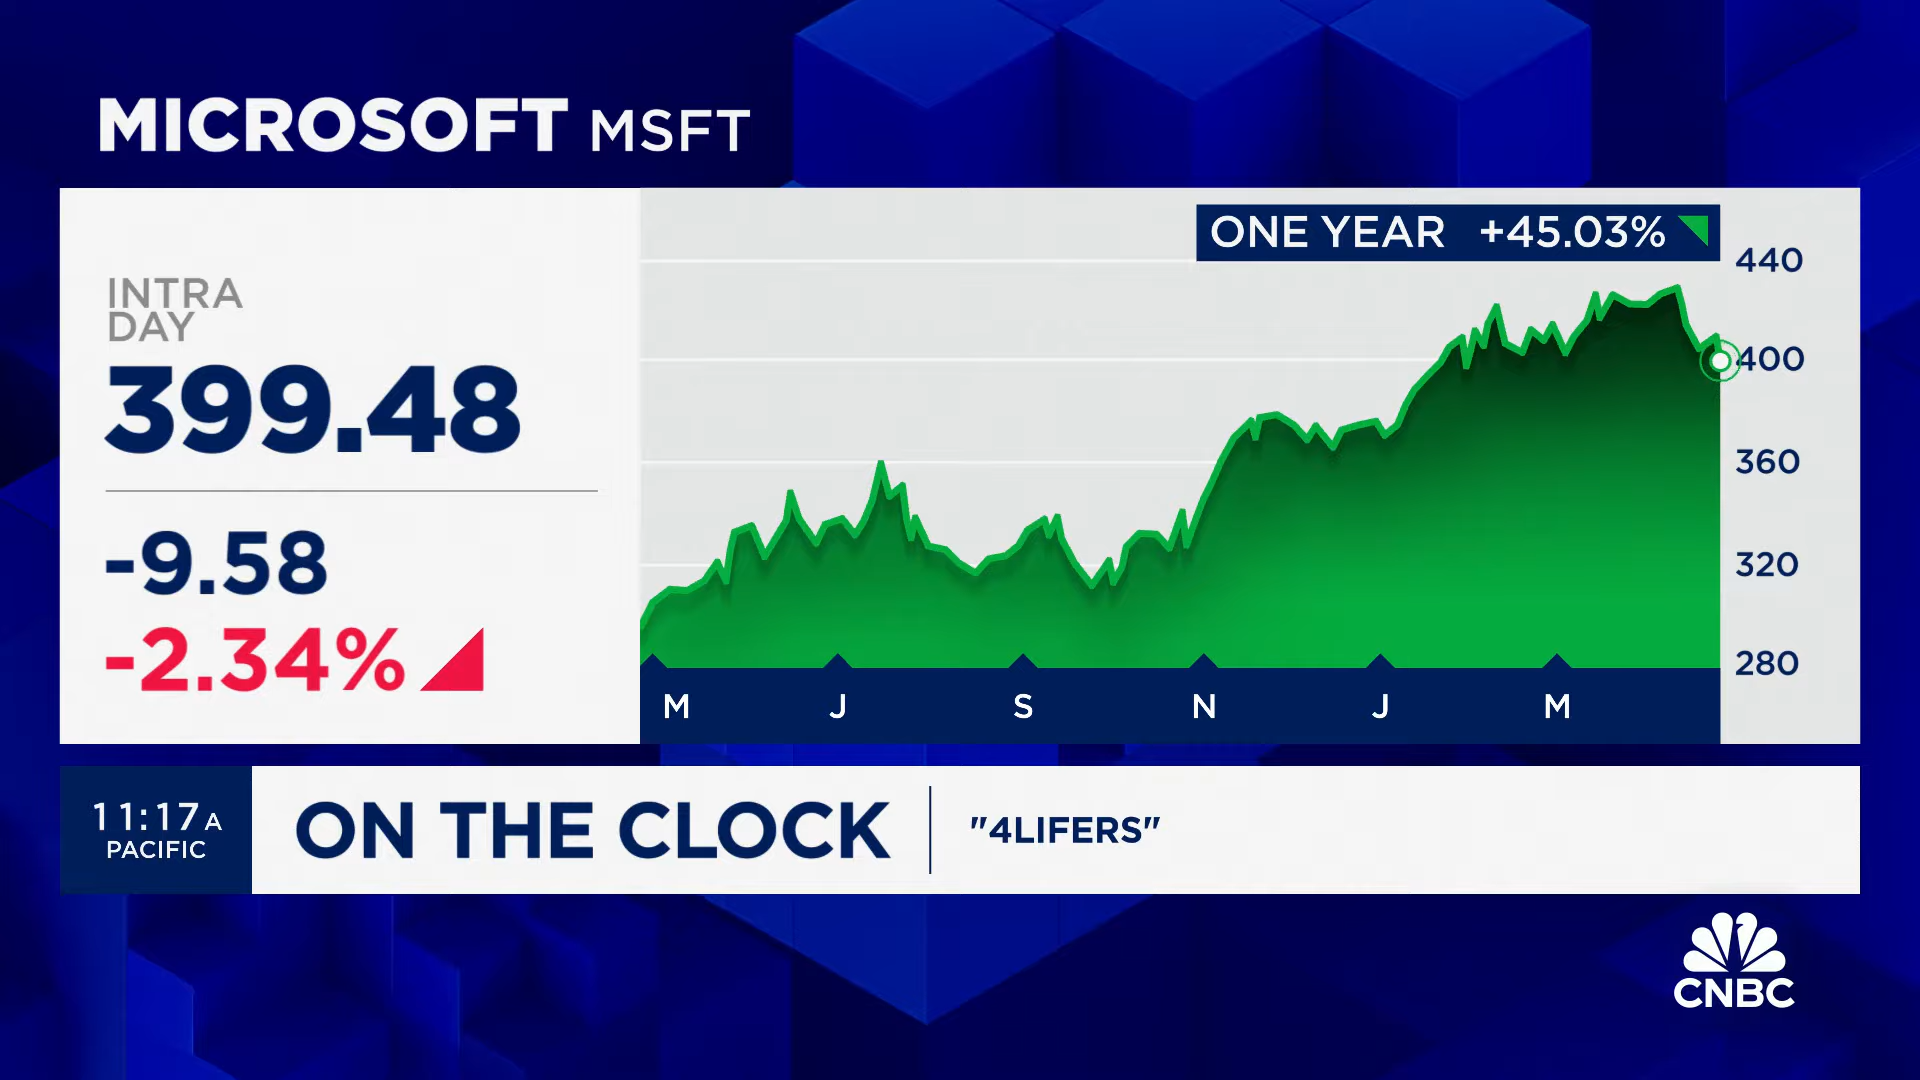 MICROSOFT MSFT
INTRA
DAY
399.48
-9.58
-2.34%
ONE YEAR +45.03%
440
400
360
320
280
M J S N J M
11:17A
PACIFIC
ON THE CLOCK
"4LIFERS"
CNBC